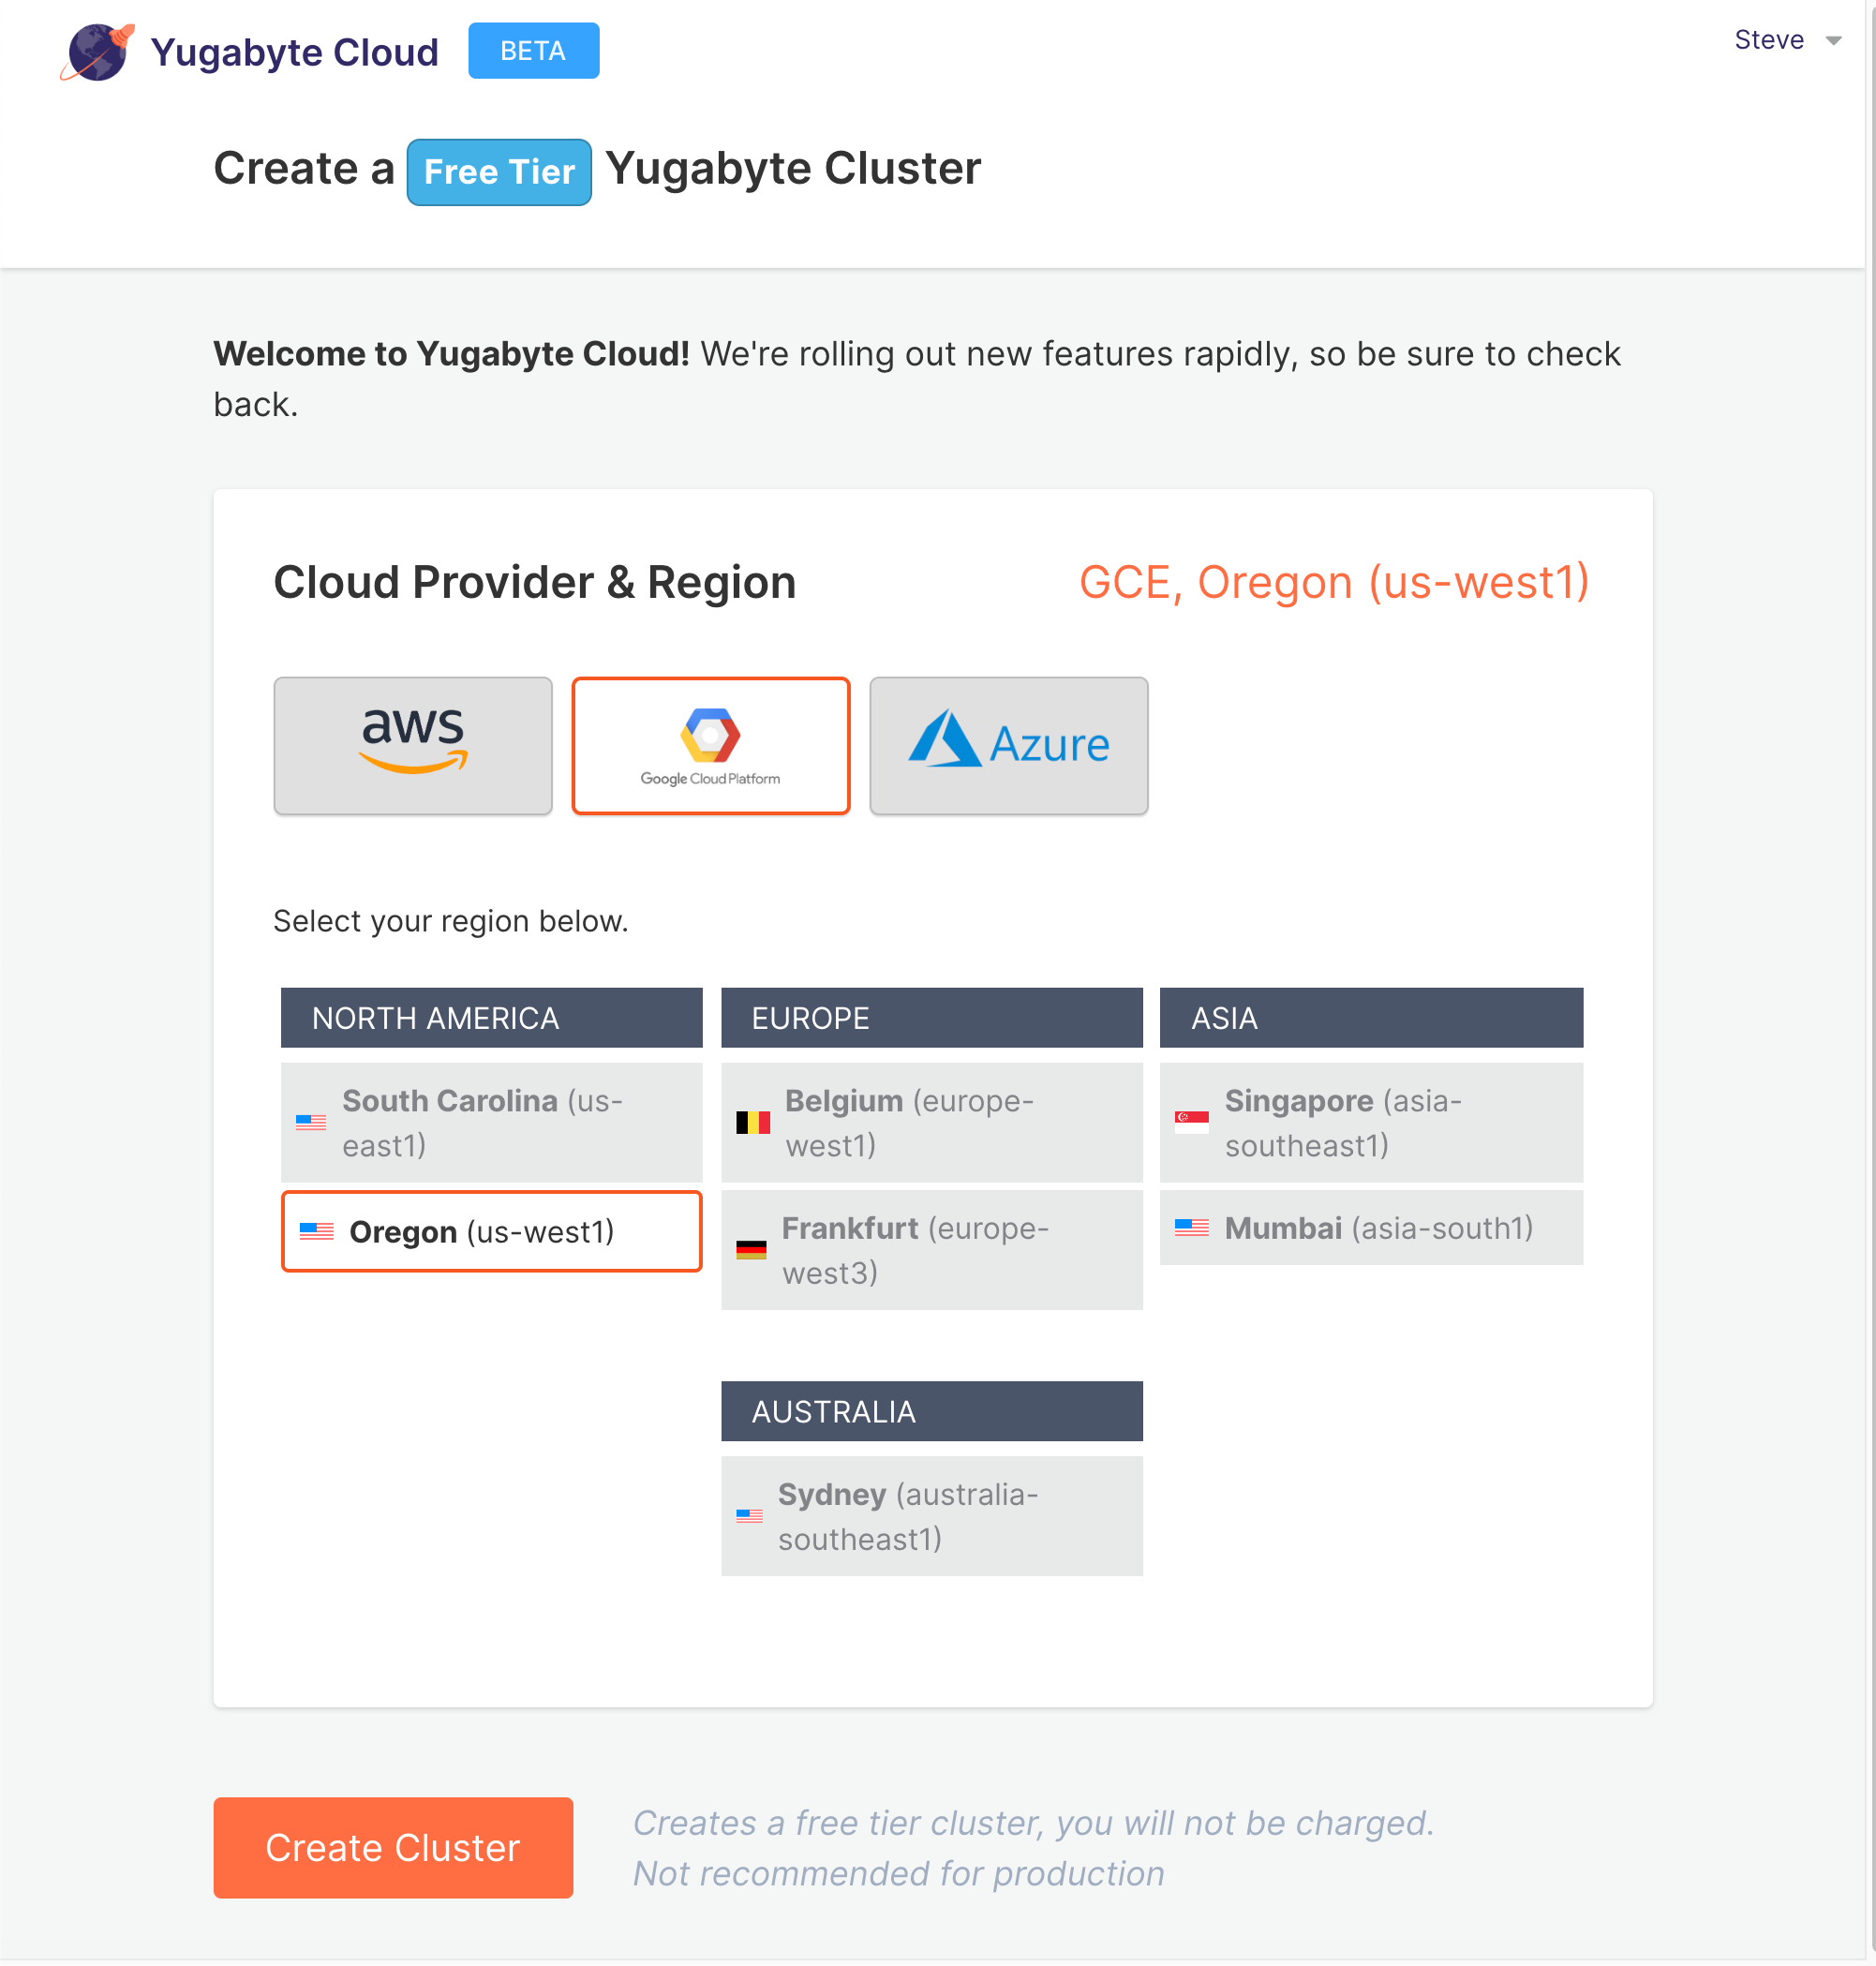 Yugabyte Cloud BETA Steve
Create a Free Tier Yugabyte Cluster
Welcome to Yugabyte Cloud! We're rolling out new features rapidly, so be sure to check
back.
Cloud Provider & Region GCE, Oregon (us-west1)
aws
Google Cloud Platform
Azure
Select your region below.
NORTH AMERICA
South Carolina (us-
east1)
Oregon (us-west1)
EUROPE
Belgium (europe-
west1)
Frankfurt (europe-
west3)
ASIA
Singapore (asia-
southeast1)
Mumbai (asia-south1)
AUSTRALIA
Sydney (australia-
southeast1)
Create Cluster
Creates a free tier cluster, you will not be charged.
Not recommended for production